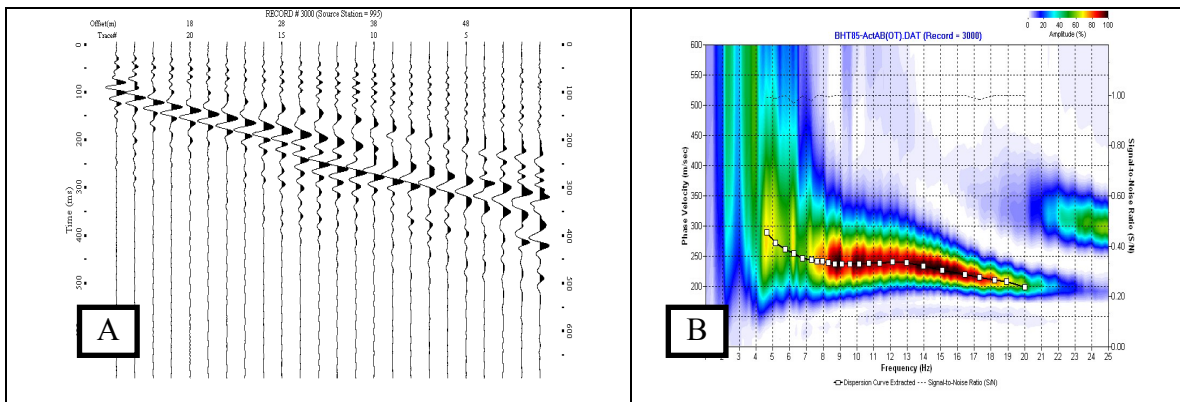 RECORD # 3000 (Source Station = 995)
Offset(m) 18 28 38 48
Trace# 20 15 10 5
0 0
100 100
200 200
300 300
400 400
500 500
600
Time (ms)
A
0 20 40 60 80 100
Amplitude (%)
BHT85-ActAB(OT).DAT (Record = 3000)
600
550
500
450
400
350
300
250
200
Phase Velocity (m/sec)
1.00
0.80
0.60
0.40
0.20
0.00
Signal-to-Noise Ratio (S/N)
2 3 4 5 6 7 8 9 10 11 12 13 14 15 16 17 18 19 20 21 22 23 24 25
Frequency (Hz)
Dispersion Curve Extracted Signal-to-Noise Ratio (S/N)
B